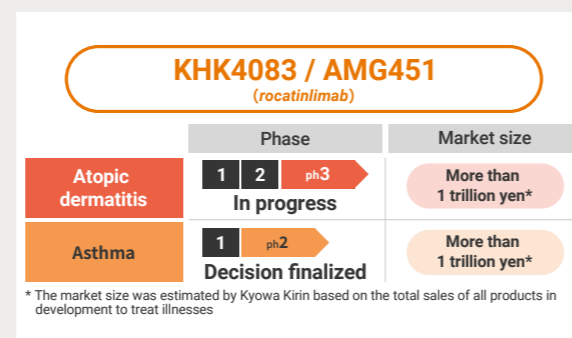 KHK4083 / AMG451
(rocatinlimab)
Phase
Market size
Atopic
dermatitis
1 2 ph3
In progress
More than
1 trillion yen*
Asthma
1 ph2
Decision finalized
More than
1 trillion yen*
* The market size was estimated by Kyowa Kirin based on the total sales of all products in
development to treat illnesses